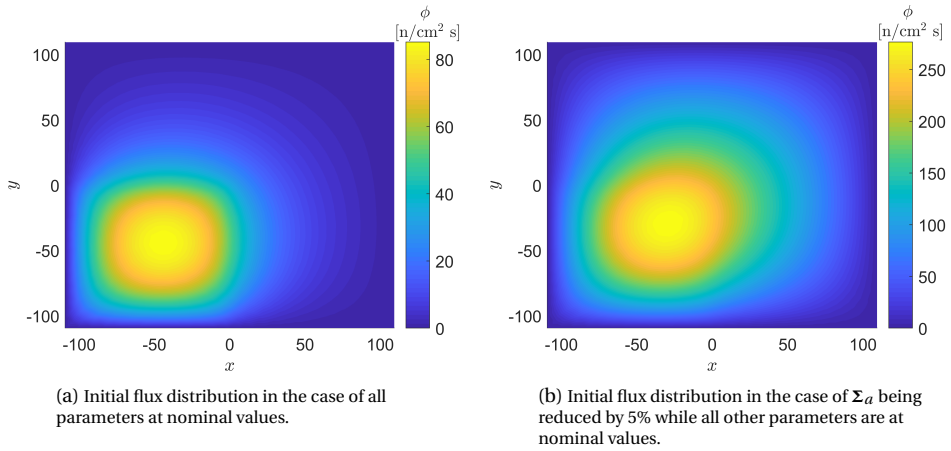 ϕ
[n/cm² s]
100
50
0
-50
-100
y
-100
-50
0
50
100
x
80
60
40
20
0
ϕ
[n/cm² s]
100
50
0
-50
-100
y
-100
-50
0
50
100
x
250
200
150
100
50
0
(a) Initial flux distribution in the case of all
parameters at nominal values.
(b) Initial flux distribution in the case of Σa being
reduced by 5% while all other parameters are at
nominal values.